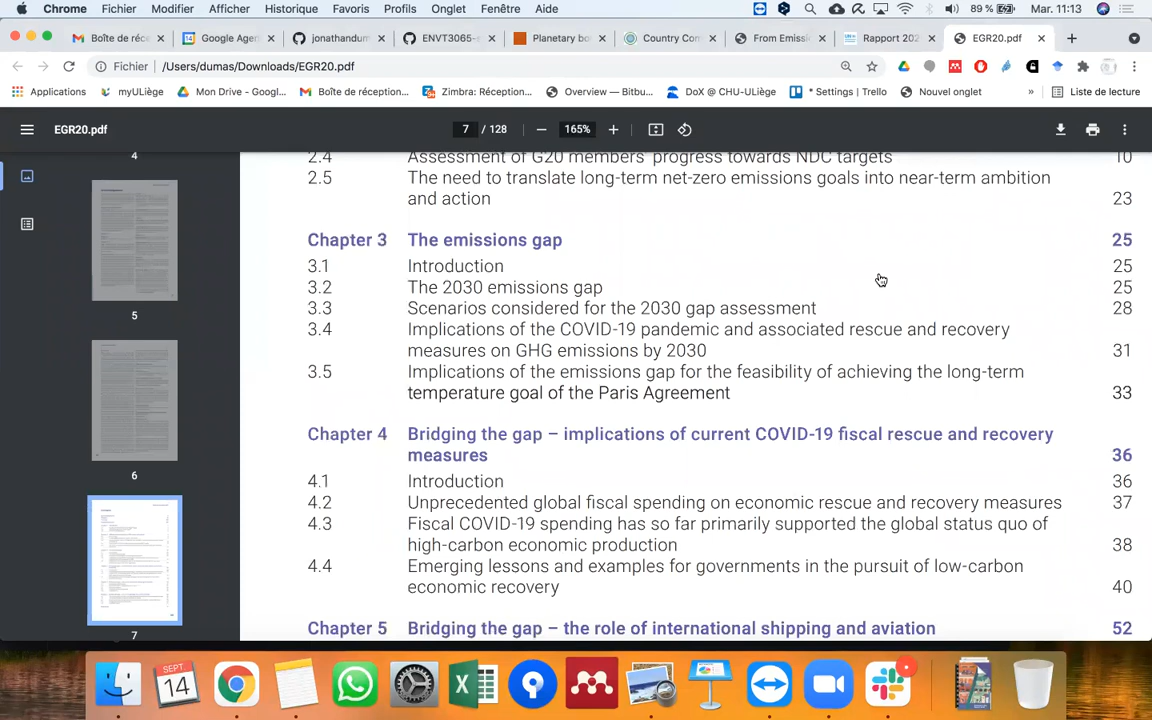 Chrome Fichier Modifier Afficher Historique Favoris Profils Onglet Fenêtre Aide 89 % Mar. 11:13
Boîte de réce Google Agen jonathandum ENVT3065- Planetary bo Country Con From Emissi Rapport 202 EGR20.pdf
Fichier /Users/dumas/Downloads/EGR20.pdf
Applications myULiège Mon Drive - Googl... Boîte de réception... Zimbra: Réception... Overview — Bitbu... DoX @ CHU-ULiège * Settings | Trello Nouvel onglet » Liste de lecture
EGR20.pdf 7 / 128 165%
4
5
6
7
2.4 Assessment of G20 members' progress towards NDC targets 10
2.5 The need to translate long-term net-zero emissions goals into near-term ambition
and action 23
Chapter 3 The emissions gap 25
3.1 Introduction 25
3.2 The 2030 emissions gap 25
3.3 Scenarios considered for the 2030 gap assessment 28
3.4 Implications of the COVID-19 pandemic and associated rescue and recovery
measures on GHG emissions by 2030 31
3.5 Implications of the emissions gap for the feasibility of achieving the long-term
temperature goal of the Paris Agreement 33
Chapter 4 Bridging the gap – implications of current COVID-19 fiscal rescue and recovery
measures 36
4.1 Introduction 36
4.2 Unprecedented global fiscal spending on economic rescue and recovery measures 37
4.3 Fiscal COVID-19 spending has so far primarily supported the global status quo of
high-carbon economic production 38
4.4 Emerging lessons and examples for governments in the pursuit of low-carbon
economic recovery 40
Chapter 5 Bridging the gap – the role of international shipping and aviation 52
SEPT.
14